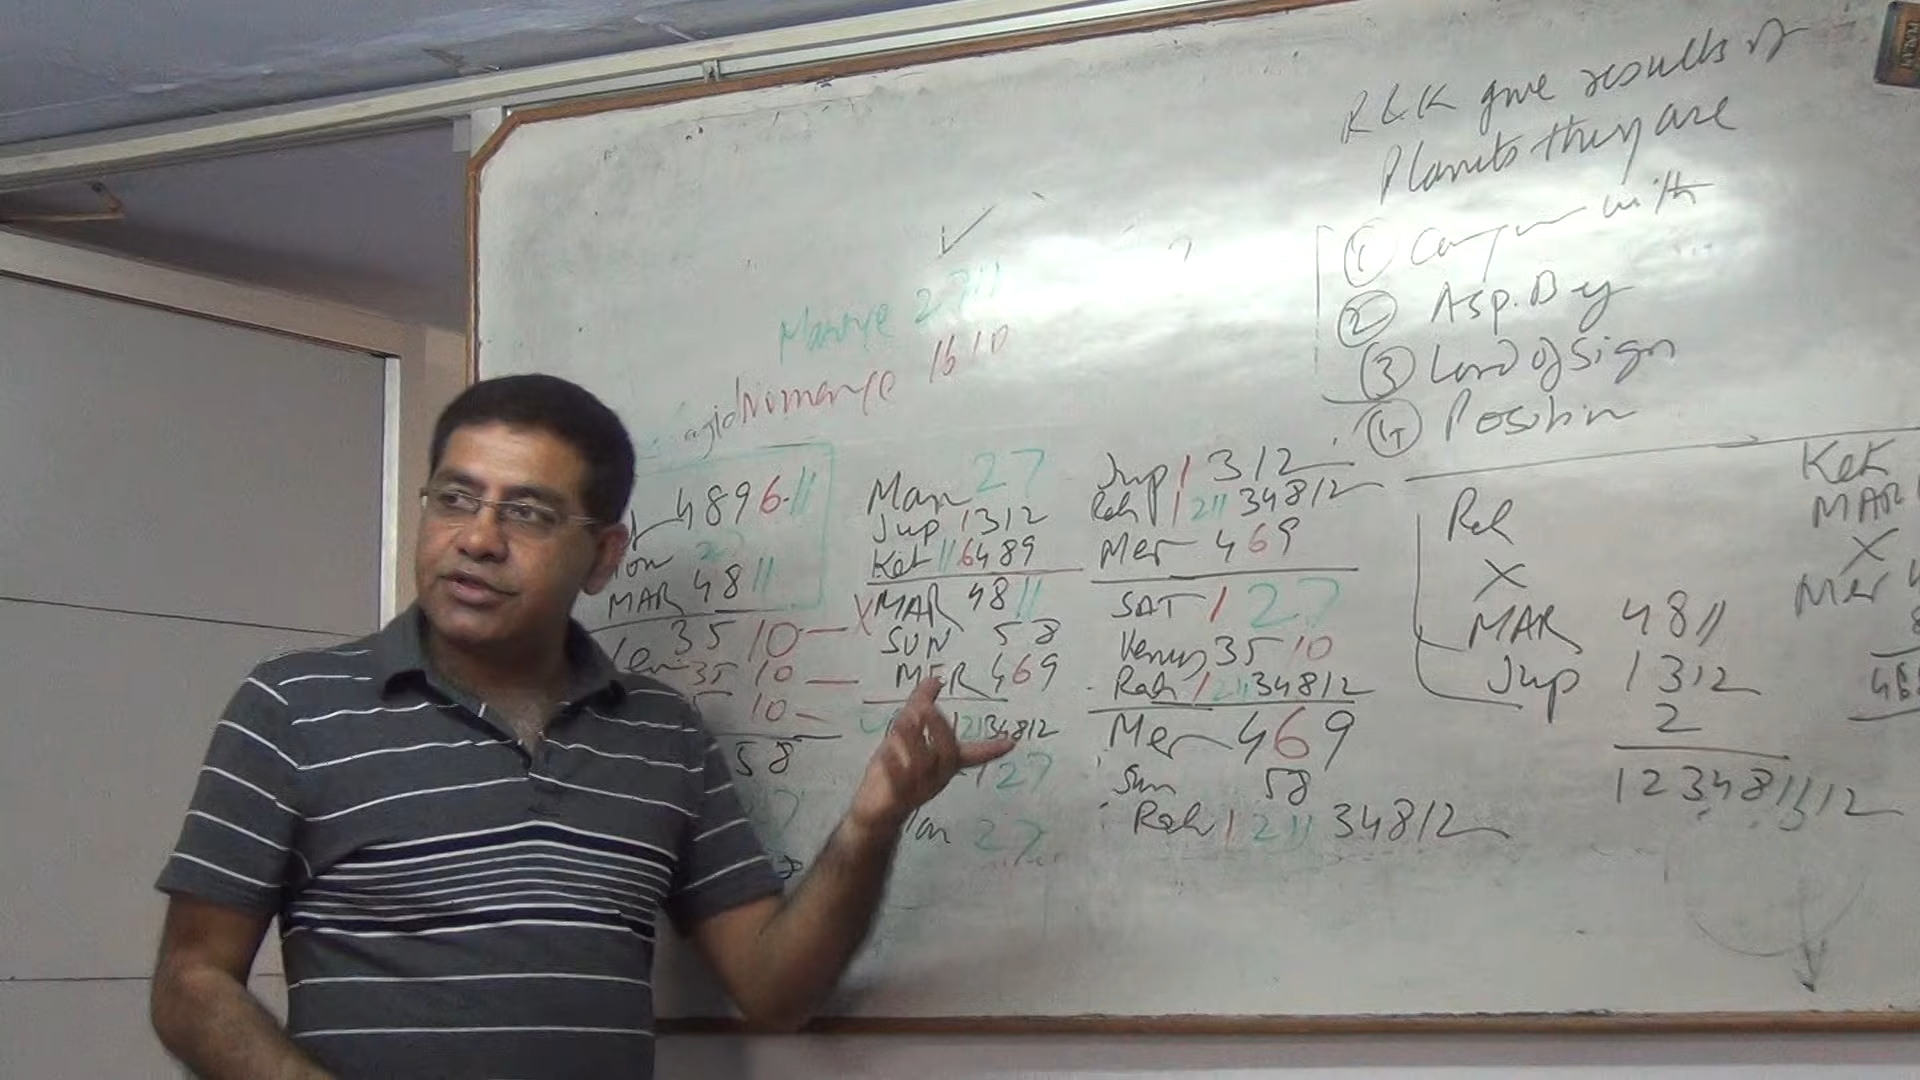 R & K give results of
Planets they are
① Conjun with
② Asp. By
③ Lord of Sign
④ Position
Marrye 2 7 11
1 6 10
4 8 9 6 11
MAR 4 8 11
Ven 3 5 10
3 5 10
10
5 8
Mon 2 7
Jup 1 3 12
Ket 11 6 4 8 9
X MAR 4 8 11
SUN 5 8
MER 4 6 9
1 2 11 3 4 8 12
1 2 7
2 7
Jup 1 3 12
Rah 1 2 11 3 4 8 12
Mer 4 6 9
SAT 1 2 7
Venus 3 5 10
Rah 1 2 11 3 4 8 12
Mer 4 6 9
Sun 5 8
Rah 1 2 11 3 4 8 12
Rah
X
MAR 4 8 11
Jup 1 3 12
2
1 2 3 4 8 11 12
Ket
MAR
X
Mer